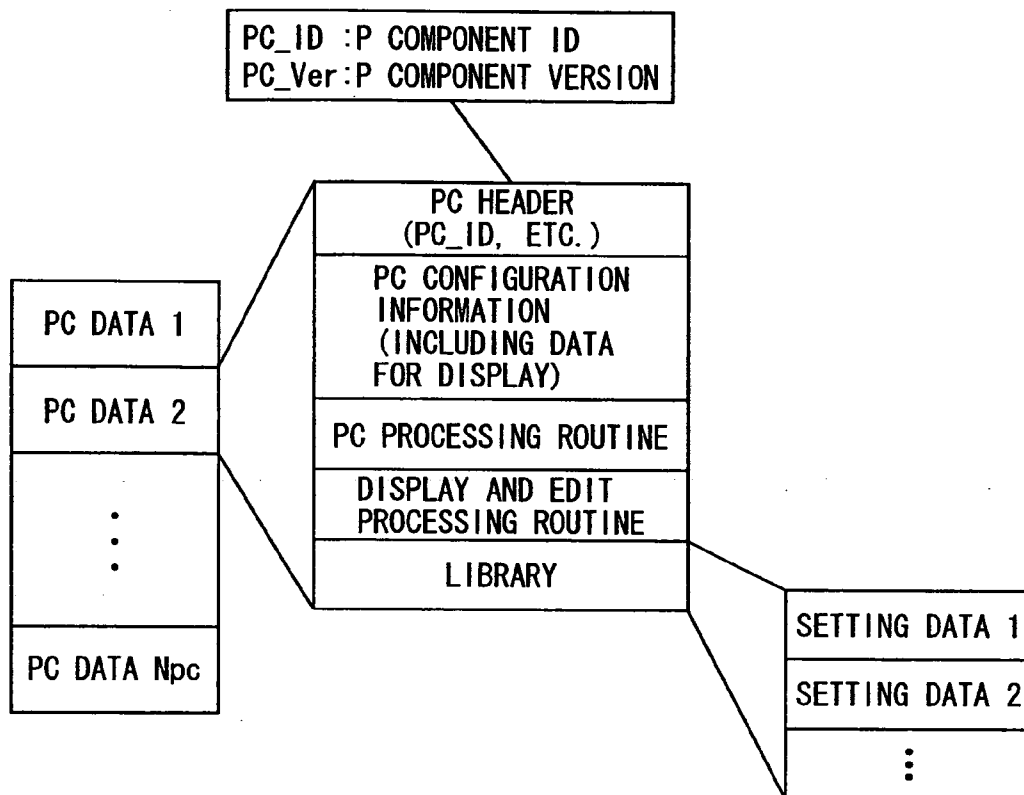 PC_ID :P COMPONENT ID
PC_Ver:P COMPONENT VERSION
PC HEADER
(PC_ID, ETC.)
PC CONFIGURATION
INFORMATION
(INCLUDING DATA
FOR DISPLAY)
PC PROCESSING ROUTINE
DISPLAY AND EDIT
PROCESSING ROUTINE
LIBRARY
PC DATA 1
PC DATA 2
PC DATA Npc
SETTING DATA 1
SETTING DATA 2